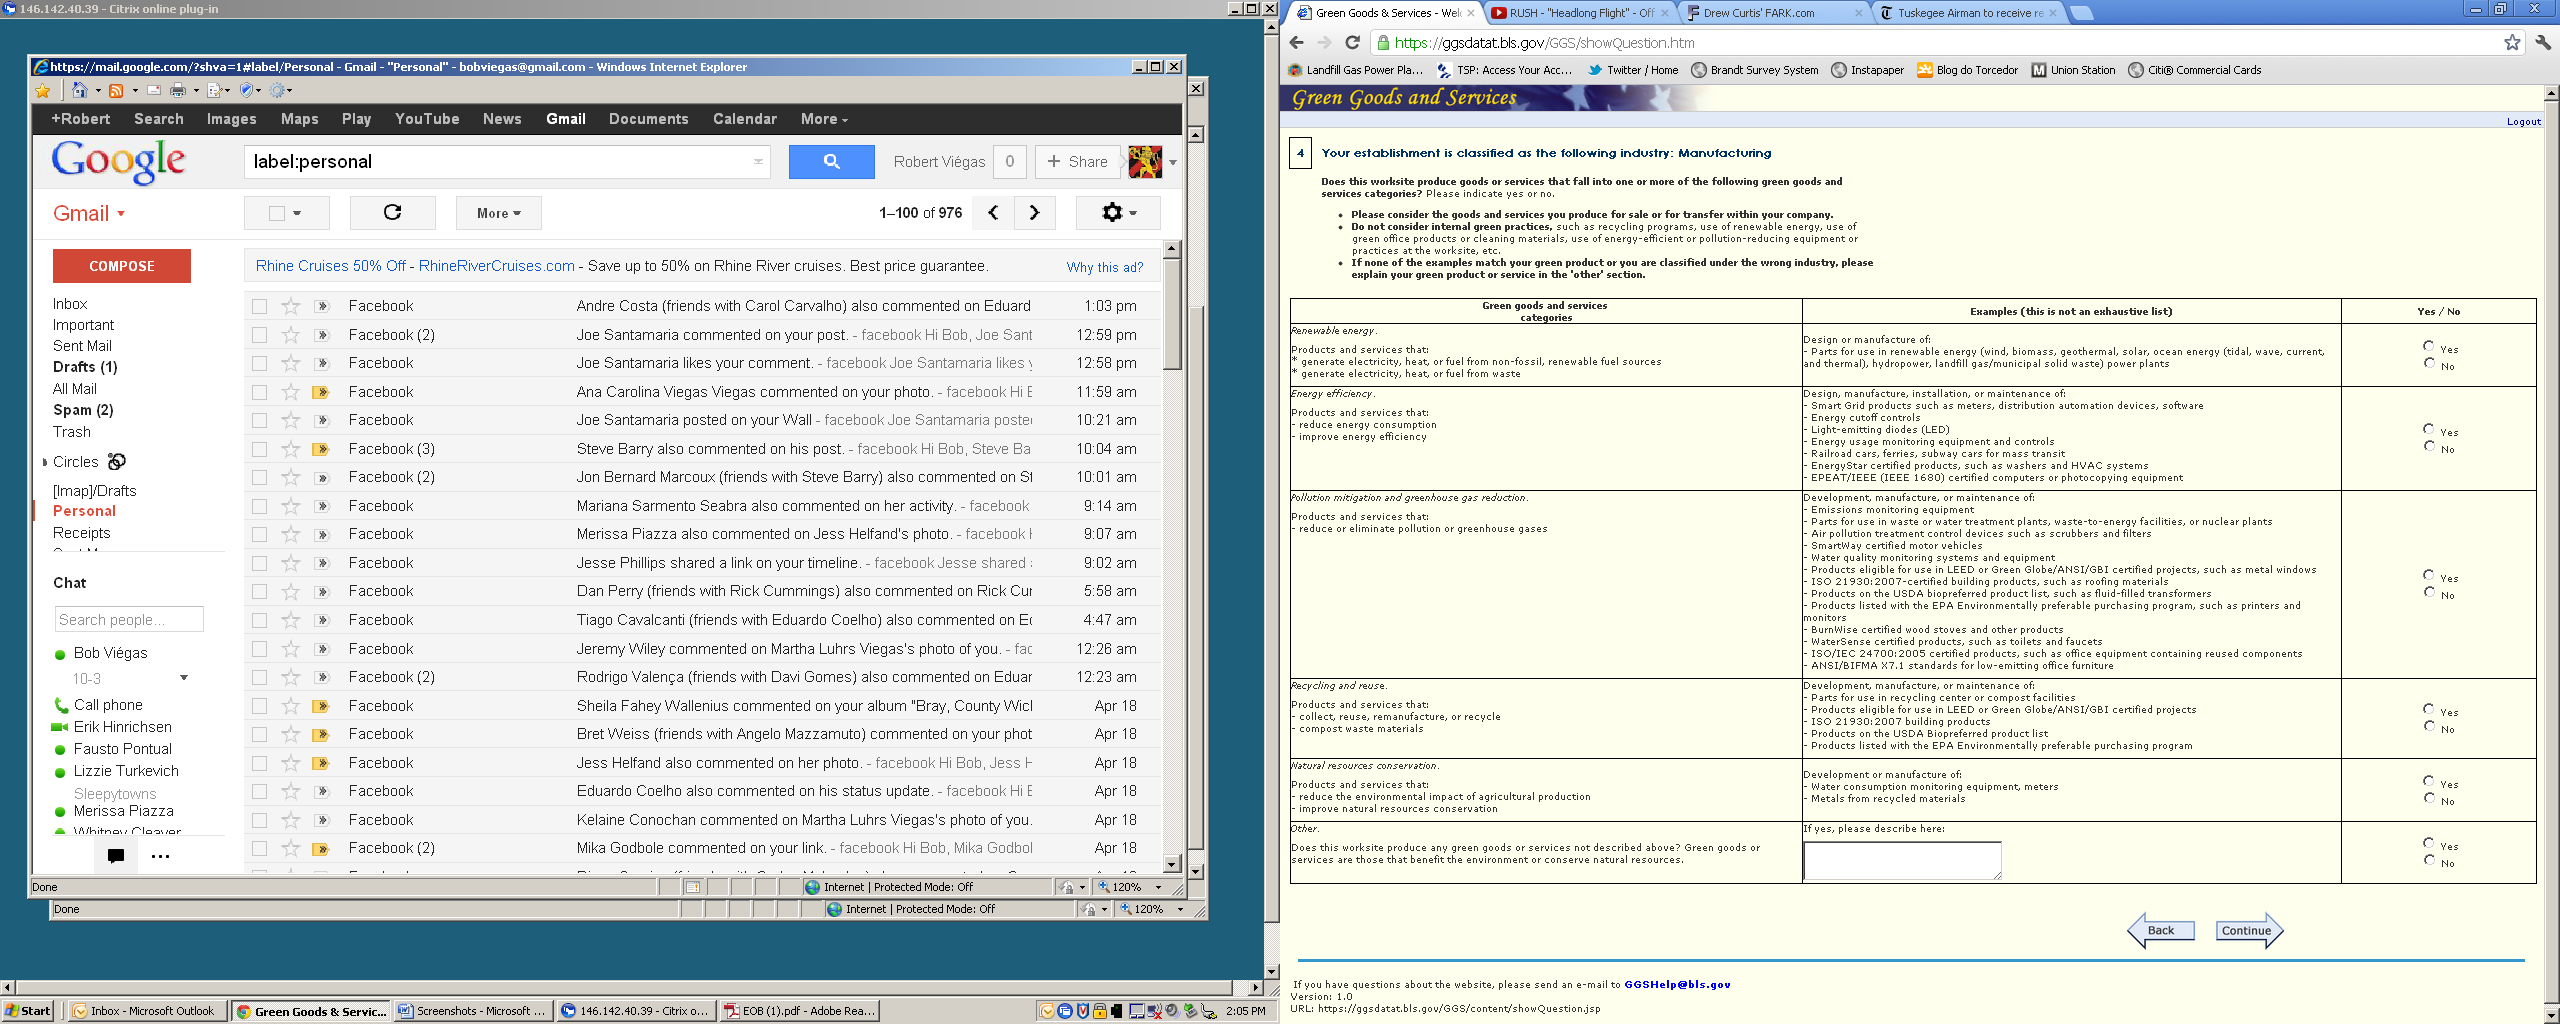 146.142.40.39 - Citrix online plug-in
https://mail.google.com/?shva=1#label/Personal - Gmail - "Personal" - bobviegas@gmail.com - Windows Internet Explorer
+Robert Search Images Maps Play YouTube News Gmail Documents Calendar More
Google
label:personal
Robert Viégas 0 + Share
Gmail
More
1–100 of 976
COMPOSE
Rhine Cruises 50% Off - RhineRiverCruises.com - Save up to 50% on Rhine River cruises. Best price guarantee. Why this ad?
Inbox
Important
Sent Mail
Drafts (1)
All Mail
Spam (2)
Trash
Circles
[Imap]/Drafts
Personal
Receipts
Chat
Search people...
Bob Viégas
10-3
Call phone
Erik Hinrichsen
Fausto Pontual
Lizzie Turkevich
Sleepytowns
Merissa Piazza
Whitney Cleaver
Facebook Andre Costa (friends with Carol Carvalho) also commented on Eduard 1:03 pm
Facebook (2) Joe Santamaria commented on your post. - facebook Hi Bob, Joe Sant 12:59 pm
Facebook Joe Santamaria likes your comment. - facebook Joe Santamaria likes y 12:58 pm
Facebook Ana Carolina Viegas Viegas commented on your photo. - facebook Hi E 11:59 am
Facebook Joe Santamaria posted on your Wall - facebook Joe Santamaria poste 10:21 am
Facebook (3) Steve Barry also commented on his post. - facebook Hi Bob, Steve Ba 10:04 am
Facebook (2) Jon Bernard Marcoux (friends with Steve Barry) also commented on St 10:01 am
Facebook Mariana Sarmento Seabra also commented on her activity. - facebook 9:14 am
Facebook Merissa Piazza also commented on Jess Helfand's photo. - facebook 9:07 am
Facebook Jesse Phillips shared a link on your timeline. - facebook Jesse shared 9:02 am
Facebook Dan Perry (friends with Rick Cummings) also commented on Rick Cur 5:58 am
Facebook Tiago Cavalcanti (friends with Eduardo Coelho) also commented on Ec 4:47 am
Facebook Jeremy Wiley commented on Martha Luhrs Viegas's photo of you. - fac 12:26 am
Facebook (2) Rodrigo Valença (friends with Davi Gomes) also commented on Eduar 12:23 am
Facebook Sheila Fahey Wallenius commented on your album "Bray, County Wicl Apr 18
Facebook Bret Weiss (friends with Angelo Mazzamuto) commented on your phot Apr 18
Facebook Jess Helfand also commented on her photo. - facebook Hi Bob, Jess H Apr 18
Facebook Eduardo Coelho also commented on his status update. - facebook Hi E Apr 18
Facebook Kelaine Conochan commented on Martha Luhrs Viegas's photo of you. Apr 18
Facebook (2) Mika Godbole commented on your link. - facebook Hi Bob, Mika Godbol Apr 18
Done Internet | Protected Mode: Off 120%
Done Internet | Protected Mode: Off 120%
Start Inbox - Microsoft Outlook Green Goods & Servic... Screenshots - Microsoft ... 146.142.40.39 - Citrix o... EOB (1).pdf - Adobe Rea... 2:05 PM
Green Goods & Services - Wel RUSH - "Headlong Flight" - Off Drew Curtis' FARK.com Tuskegee Airman to receive re
https://ggsdatat.bls.gov/GGS/showQuestion.htm
Landfill Gas Power Pla... TSP: Access Your Acc... Twitter / Home Brandt Survey System Instapaper Blog do Torcedor Union Station Citi® Commercial Cards
Green Goods and Services
Logout
4 Your establishment is classified as the following industry: Manufacturing
Does this worksite produce goods or services that fall into one or more of the following green goods and
services categories? Please indicate yes or no.
• Please consider the goods and services you produce for sale or for transfer within your company.
• Do not consider internal green practices, such as recycling programs, use of renewable energy, use of
green office products or cleaning materials, use of energy-efficient or pollution-reducing equipment or
practices at the worksite, etc.
• If none of the examples match your green product or you are classified under the wrong industry, please
explain your green product or service in the 'other' section.
Green goods and services
categories
Examples (this is not an exhaustive list)
Yes / No
Renewable energy.
Products and services that:
* generate electricity, heat, or fuel from non-fossil, renewable fuel sources
* generate electricity, heat, or fuel from waste
Design or manufacture of:
- Parts for use in renewable energy (wind, biomass, geothermal, solar, ocean energy (tidal, wave, current,
and thermal), hydropower, landfill gas/municipal solid waste) power plants
Yes
No
Energy efficiency.
Products and services that:
- reduce energy consumption
- improve energy efficiency
Design, manufacture, installation, or maintenance of:
- Smart Grid products such as meters, distribution automation devices, software
- Energy cutoff controls
- Light-emitting diodes (LED)
- Energy usage monitoring equipment and controls
- Railroad cars, ferries, subway cars for mass transit
- EnergyStar certified products, such as washers and HVAC systems
- EPEAT/IEEE (IEEE 1680) certified computers or photocopying equipment
Yes
No
Pollution mitigation and greenhouse gas reduction.
Products and services that:
- reduce or eliminate pollution or greenhouse gases
Development, manufacture, or maintenance of:
- Emissions monitoring equipment
- Parts for use in waste or water treatment plants, waste-to-energy facilities, or nuclear plants
- Air pollution treatment control devices such as scrubbers and filters
- SmartWay certified motor vehicles
- Water quality monitoring systems and equipment
- Products eligible for use in LEED or Green Globe/ANSI/GBI certified projects, such as metal windows
- ISO 21930:2007-certified building products, such as roofing materials
- Products on the USDA biopreferred product list, such as fluid-filled transformers
- Products listed with the EPA Environmentally preferable purchasing program, such as printers and
monitors
- BurnWise certified wood stoves and other products
- WaterSense certified products, such as toilets and faucets
- ISO/IEC 24700:2005 certified products, such as office equipment containing reused components
- ANSI/BIFMA X7.1 standards for low-emitting office furniture
Yes
No
Recycling and reuse.
Products and services that:
- collect, reuse, remanufacture, or recycle
- compost waste materials
Development, manufacture, or maintenance of:
- Parts for use in recycling center or compost facilities
- Products eligible for use in LEED or Green Globe/ANSI/GBI certified projects
- ISO 21930:2007 building products
- Products on the USDA Biopreferred product list
- Products listed with the EPA Environmentally preferable purchasing program
Yes
No
Natural resources conservation.
Products and services that:
- reduce the environmental impact of agricultural production
- improve natural resources conservation
Development or manufacture of:
- Water consumption monitoring equipment, meters
- Metals from recycled materials
Yes
No
Other.
Does this worksite produce any green goods or services not described above? Green goods or
services are those that benefit the environment or conserve natural resources.
If yes, please describe here:
Yes
No
Back Continue
If you have questions about the website, please send an e-mail to GGSHelp@bls.gov
Version: 1.0
URL: https://ggsdatat.bls.gov/GGS/content/showQuestion.jsp